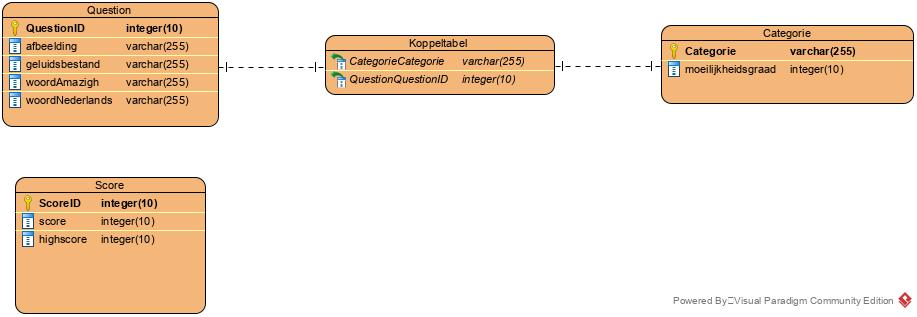 Question
QuestionID integer(10)
afbeelding varchar(255)
geluidsbestand varchar(255)
woordAmazigh varchar(255)
woordNederlands varchar(255)
Koppeltabel
CategorieCategorie varchar(255)
QuestionQuestionID integer(10)
Categorie
Categorie varchar(255)
moeilijkheidsgraad integer(10)
Score
ScoreID integer(10)
score integer(10)
highscore integer(10)
Powered By Visual Paradigm Community Edition